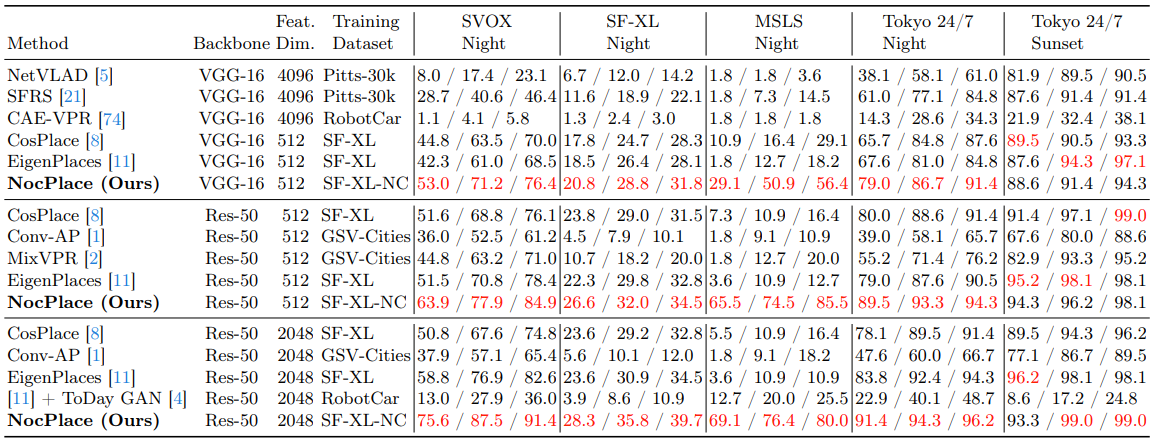 Feat. Training SVOX SF-XL MSLS Tokyo 24/7 Tokyo 24/7
Method Backbone Dim. Dataset Night Night Night Night Sunset
NetVLAD [5] VGG-16 4096 Pitts-30k 8.0 / 17.4 / 23.1 6.7 / 12.0 / 14.2 1.8 / 1.8 / 3.6 38.1 / 58.1 / 61.0 81.9 / 89.5 / 90.5
SFRS [21] VGG-16 4096 Pitts-30k 28.7 / 40.6 / 46.4 11.6 / 18.9 / 22.1 1.8 / 7.3 / 14.5 61.0 / 77.1 / 84.8 87.6 / 91.4 / 91.4
CAE-VPR [74] VGG-16 4096 RobotCar 1.1 / 4.1 / 5.8 1.3 / 2.4 / 3.0 1.8 / 1.8 / 1.8 14.3 / 28.6 / 34.3 21.9 / 32.4 / 38.1
CosPlace [8] VGG-16 512 SF-XL 44.8 / 63.5 / 70.0 17.8 / 24.7 / 28.3 10.9 / 16.4 / 29.1 65.7 / 84.8 / 87.6 89.5 / 90.5 / 93.3
EigenPlaces [11] VGG-16 512 SF-XL 42.3 / 61.0 / 68.5 18.5 / 26.4 / 28.1 1.8 / 12.7 / 18.2 67.6 / 81.0 / 84.8 87.6 / 94.3 / 97.1
NocPlace (Ours) VGG-16 512 SF-XL-NC 53.0 / 71.2 / 76.4 20.8 / 28.8 / 31.8 29.1 / 50.9 / 56.4 79.0 / 86.7 / 91.4 88.6 / 91.4 / 94.3
CosPlace [8] Res-50 512 SF-XL 51.6 / 68.8 / 76.1 23.8 / 29.0 / 31.5 7.3 / 10.9 / 16.4 80.0 / 88.6 / 91.4 91.4 / 97.1 / 99.0
Conv-AP [1] Res-50 512 GSV-Cities 36.0 / 52.5 / 61.2 4.5 / 7.9 / 10.1 1.8 / 9.1 / 10.9 39.0 / 58.1 / 65.7 67.6 / 80.0 / 88.6
MixVPR [2] Res-50 512 GSV-Cities 44.8 / 63.2 / 71.0 10.7 / 18.2 / 20.0 1.8 / 12.7 / 20.0 55.2 / 71.4 / 76.2 82.9 / 93.3 / 95.2
EigenPlaces [11] Res-50 512 SF-XL 51.5 / 70.8 / 78.4 22.3 / 29.8 / 32.8 3.6 / 10.9 / 12.7 79.0 / 87.6 / 90.5 95.2 / 98.1 / 98.1
NocPlace (Ours) Res-50 512 SF-XL-NC 63.9 / 77.9 / 84.9 26.6 / 32.0 / 34.5 65.5 / 74.5 / 85.5 89.5 / 93.3 / 94.3 94.3 / 96.2 / 98.1
CosPlace [8] Res-50 2048 SF-XL 50.8 / 67.6 / 74.8 23.6 / 29.2 / 32.8 5.5 / 10.9 / 16.4 78.1 / 89.5 / 91.4 89.5 / 94.3 / 96.2
Conv-AP [1] Res-50 2048 GSV-Cities 37.9 / 57.1 / 65.4 5.6 / 10.1 / 12.0 1.8 / 9.1 / 18.2 47.6 / 60.0 / 66.7 77.1 / 86.7 / 89.5
EigenPlaces [11] Res-50 2048 SF-XL 58.8 / 76.9 / 82.6 23.6 / 30.9 / 34.5 3.6 / 10.9 / 10.9 83.8 / 92.4 / 94.3 96.2 / 98.1 / 98.1
[11] + ToDay GAN [4] Res-50 2048 RobotCar 13.0 / 27.9 / 36.0 3.9 / 8.6 / 10.9 12.7 / 20.0 / 25.5 22.9 / 40.1 / 48.7 8.6 / 17.2 / 24.8
NocPlace (Ours) Res-50 2048 SF-XL-NC 75.6 / 87.5 / 91.4 28.3 / 35.8 / 39.7 69.1 / 76.4 / 80.0 91.4 / 94.3 / 96.2 93.3 / 99.0 / 99.0